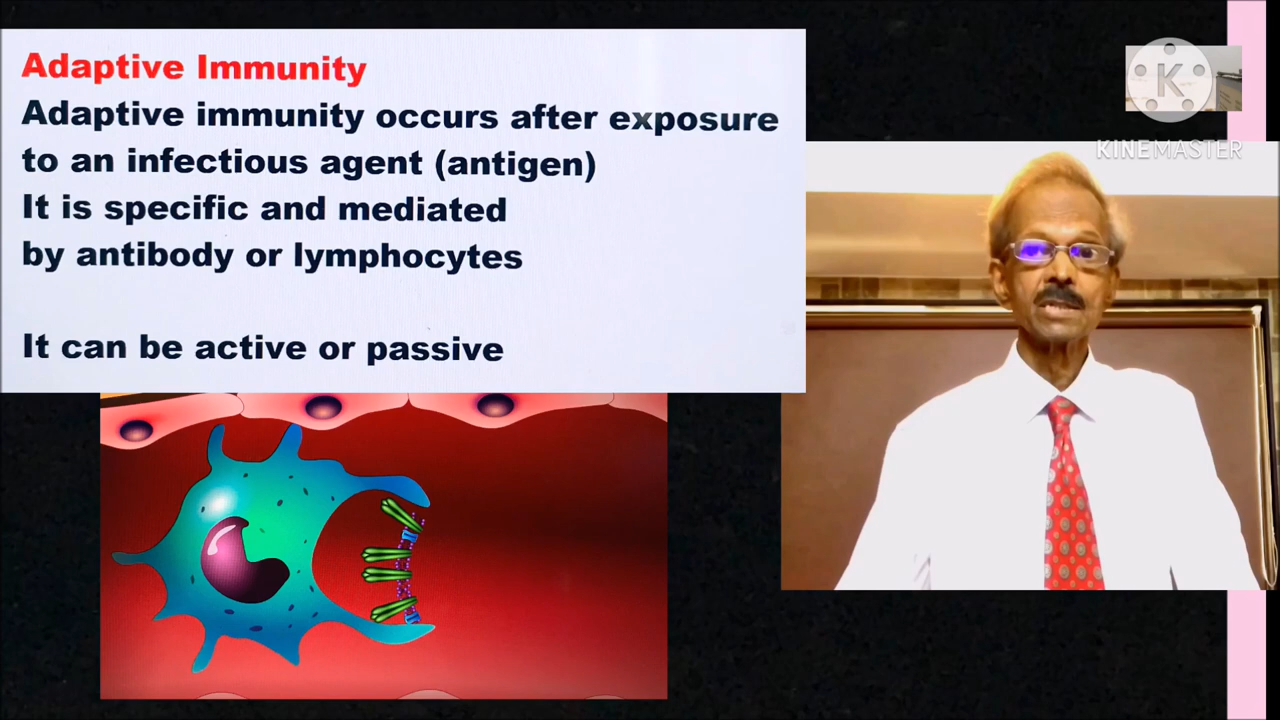 Adaptive Immunity
Adaptive immunity occurs after exposure
to an infectious agent (antigen)
It is specific and mediated
by antibody or lymphocytes
It can be active or passive
K
KINEMASTER